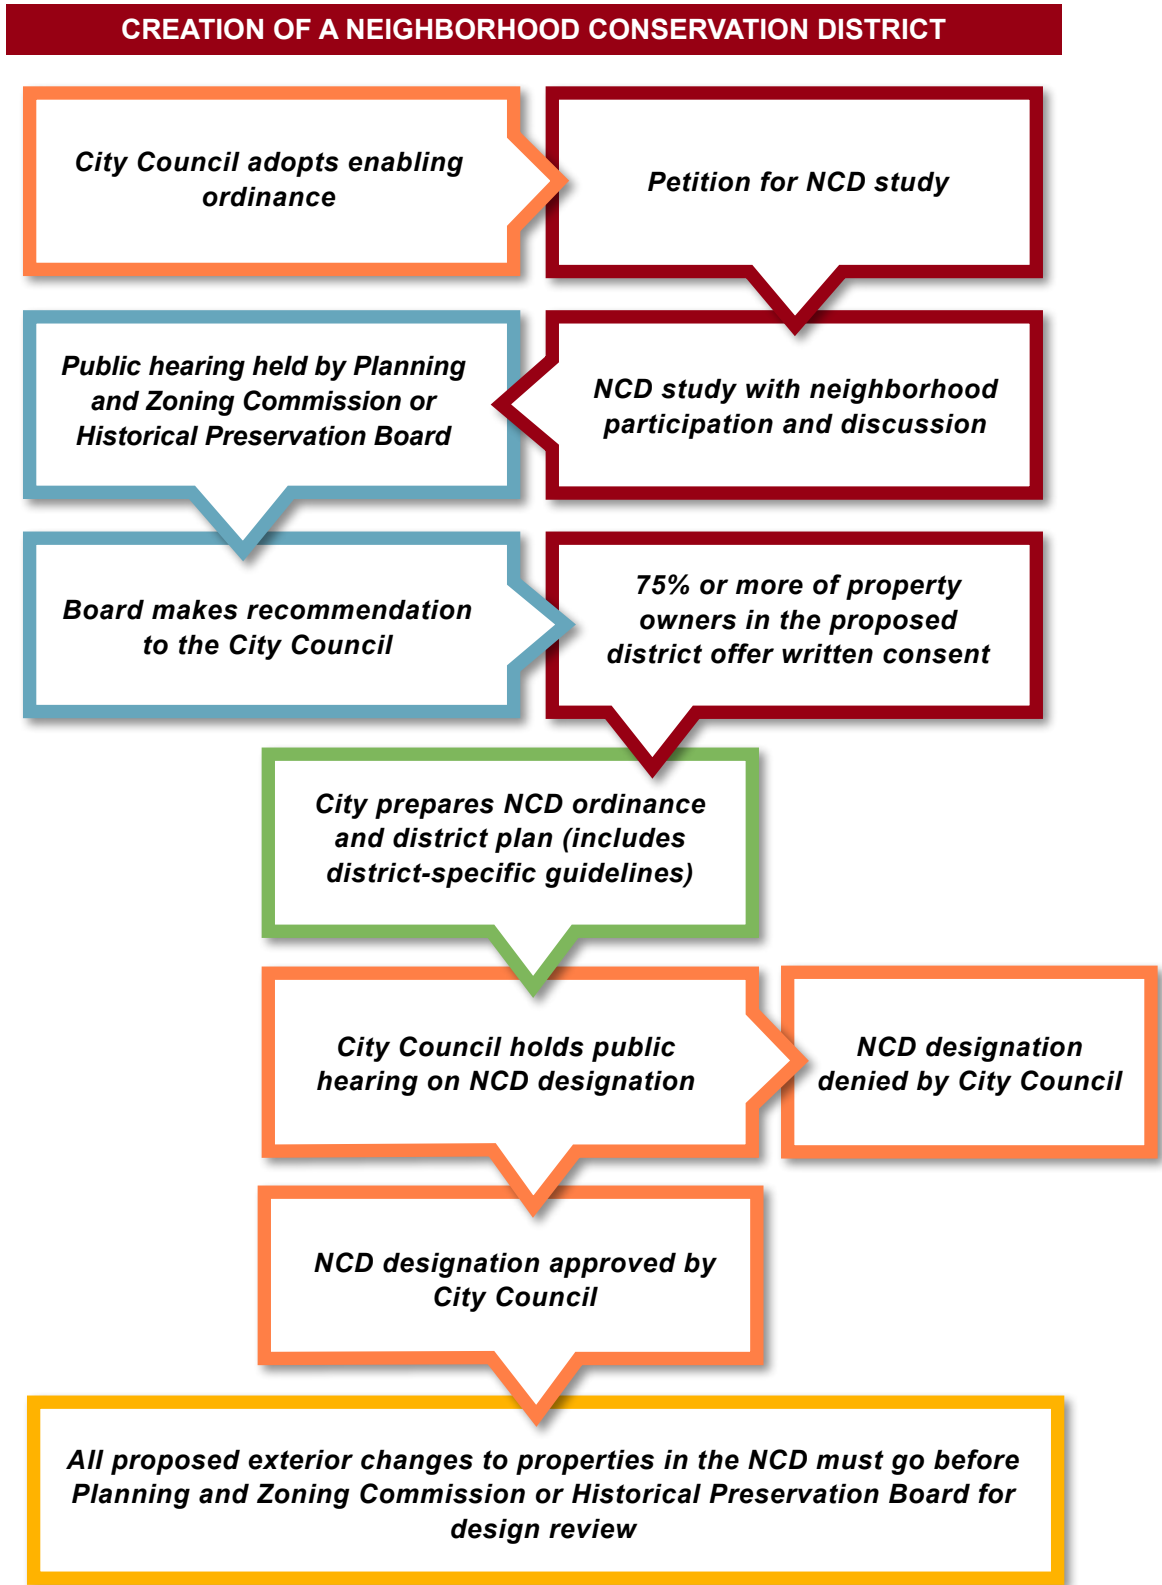 CREATION OF A NEIGHBORHOOD CONSERVATION DISTRICT
City Council adopts enabling
ordinance
Petition for NCD study
NCD study with neighborhood
participation and discussion
Public hearing held by Planning
and Zoning Commission or
Historical Preservation Board
Board makes recommendation
to the City Council
75% or more of property
owners in the proposed
district offer written consent
City prepares NCD ordinance
and district plan (includes
district-specific guidelines)
City Council holds public
hearing on NCD designation
NCD designation
denied by City Council
NCD designation approved by
City Council
All proposed exterior changes to properties in the NCD must go before
Planning and Zoning Commission or Historical Preservation Board for
design review